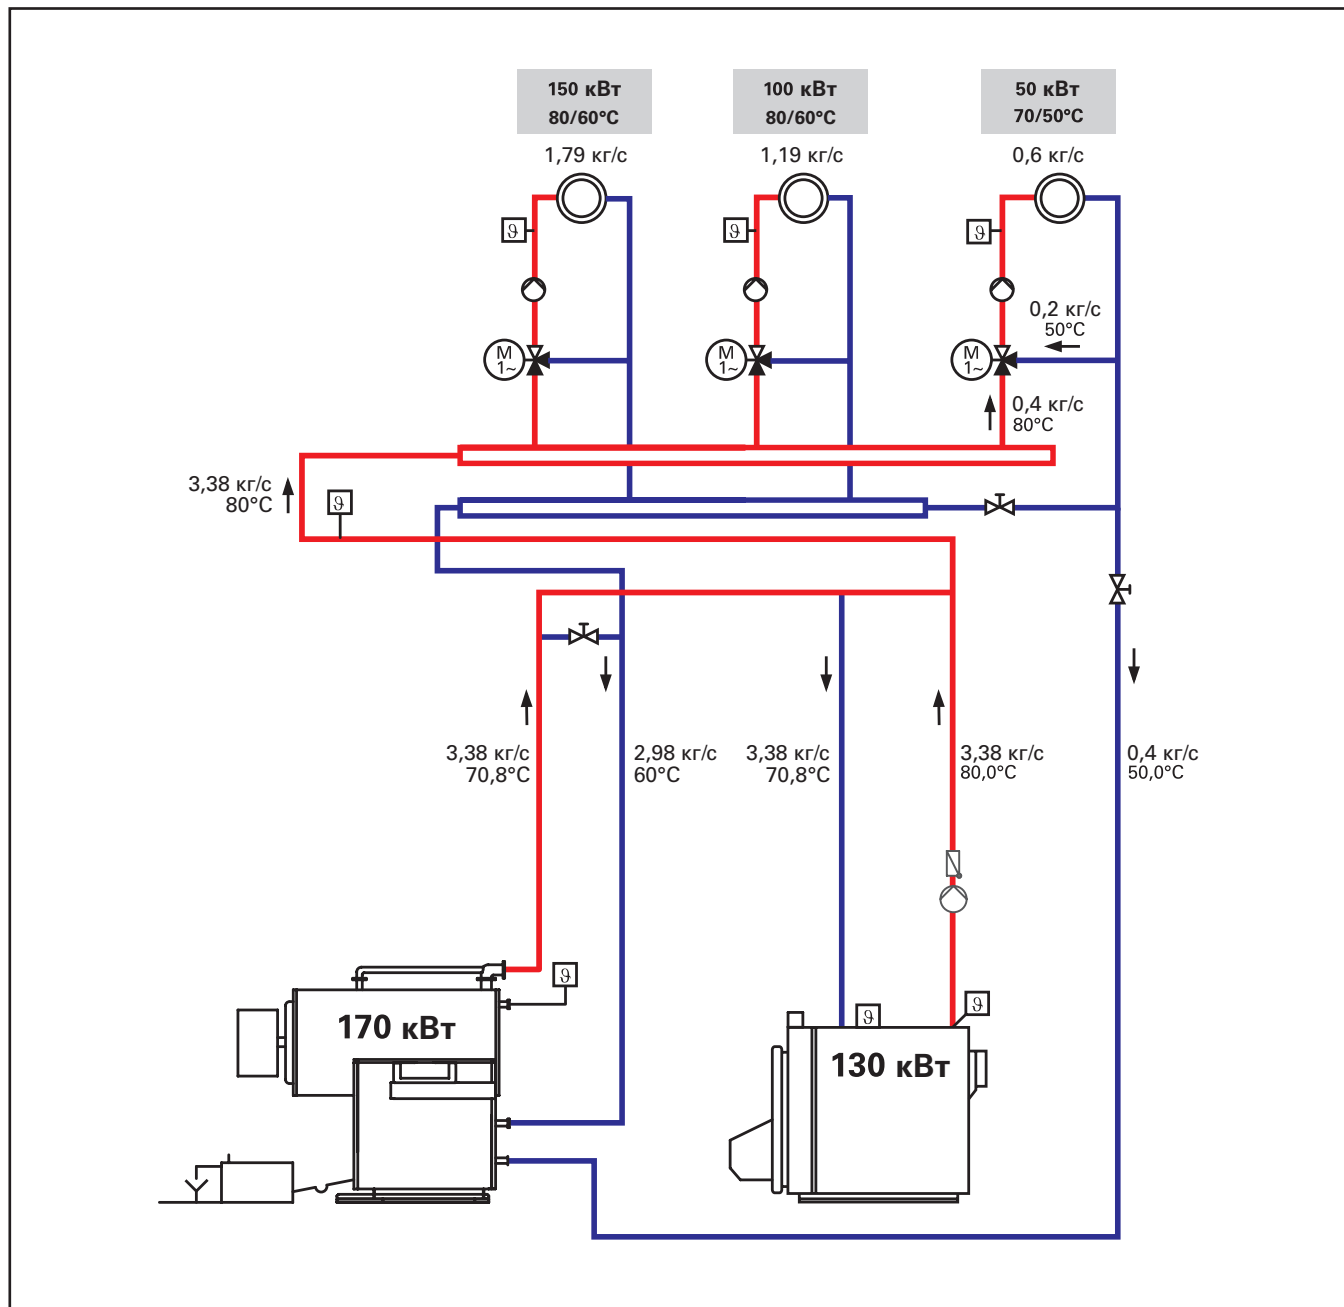 150 кВт
80/60°C
100 кВт
80/60°C
50 кВт
70/50°C
1,79 кг/с
1,19 кг/с
0,6 кг/с
ϑ
ϑ
ϑ
0,2 кг/с
50°C
M
1~
M
1~
M
1~
0,4 кг/с
80°C
3,38 кг/с
80°C
ϑ
3,38 кг/с
70,8°C
2,98 кг/с
60°C
3,38 кг/с
70,8°C
3,38 кг/с
80,0°C
0,4 кг/с
50,0°C
ϑ
170 кВт
ϑ
ϑ
130 кВт